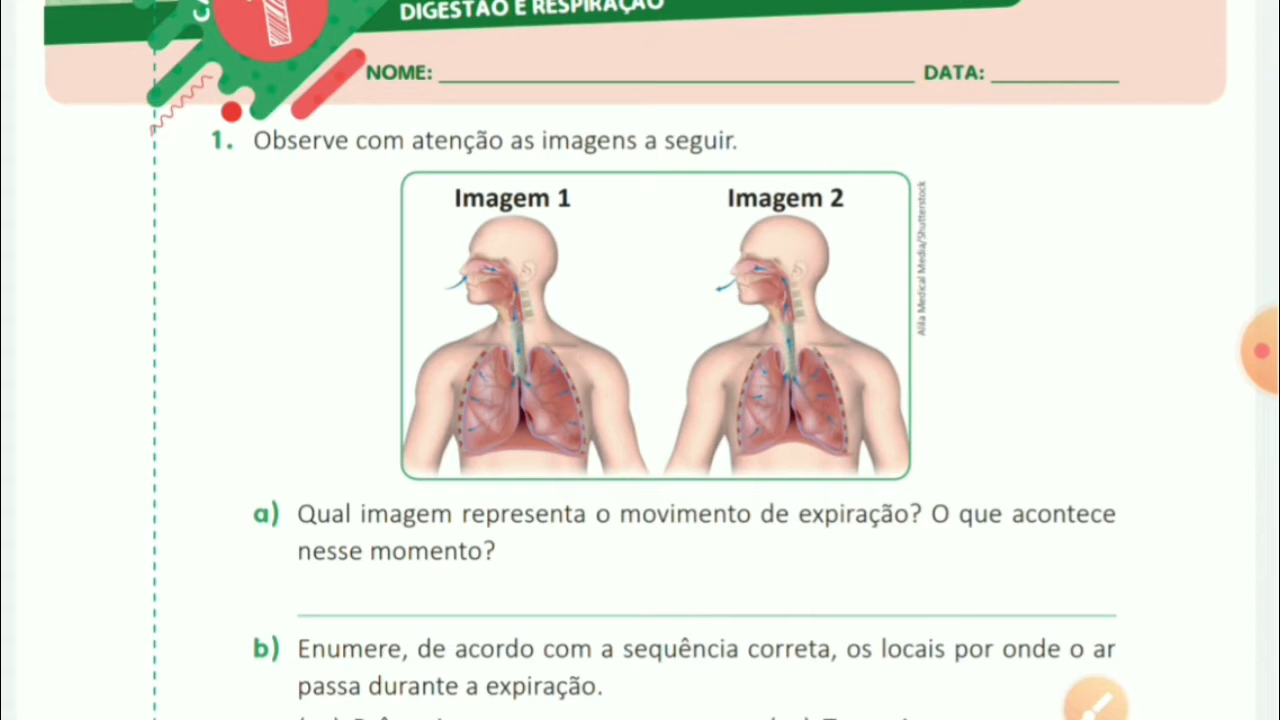 DIGESTÃO E RESPIRAÇÃO
NOME: DATA:
1. Observe com atenção as imagens a seguir.
Imagem 1 Imagem 2
Alila Medical Media/Shutterstock
a) Qual imagem representa o movimento de expiração? O que acontece
nesse momento?
b) Enumere, de acordo com a sequência correta, os locais por onde o ar
passa durante a expiração.